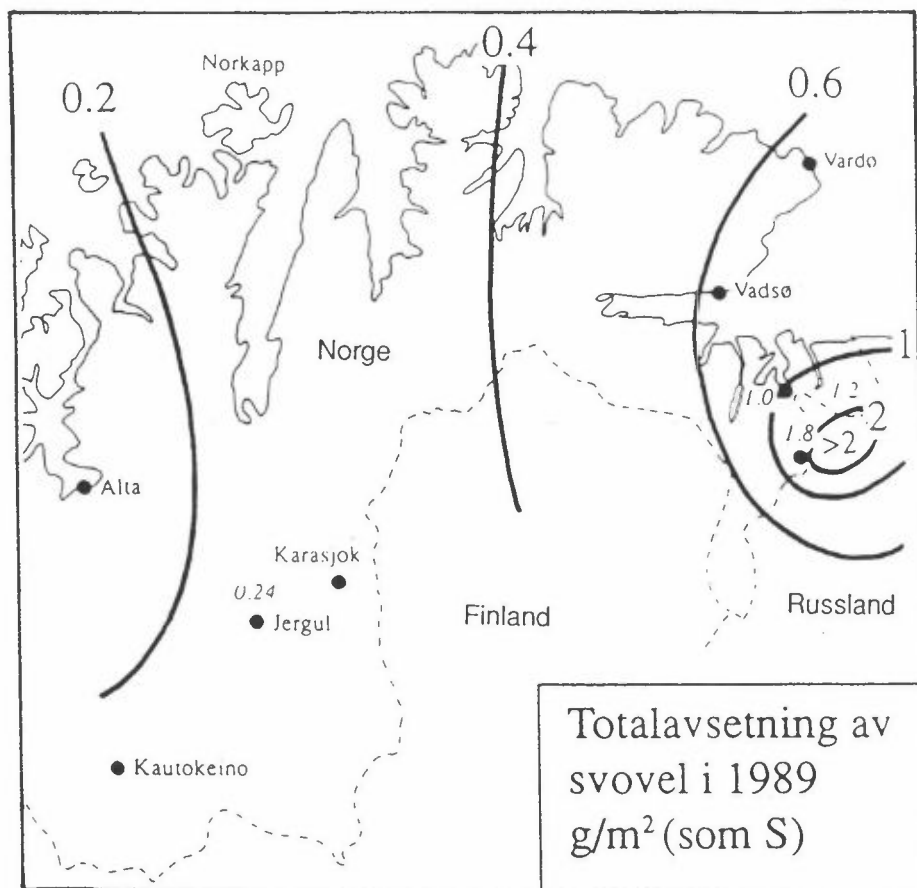 0.2
Norkapp
0.4
0.6
Vardø
Vadsø
Norge
1
1.0
1.2
2
1.8
>2
Alta
Karasjok
0.24
Jergul
Finland
Russland
Kautokeino
Totalavsetning av
svovel i 1989
g/m² (som S)